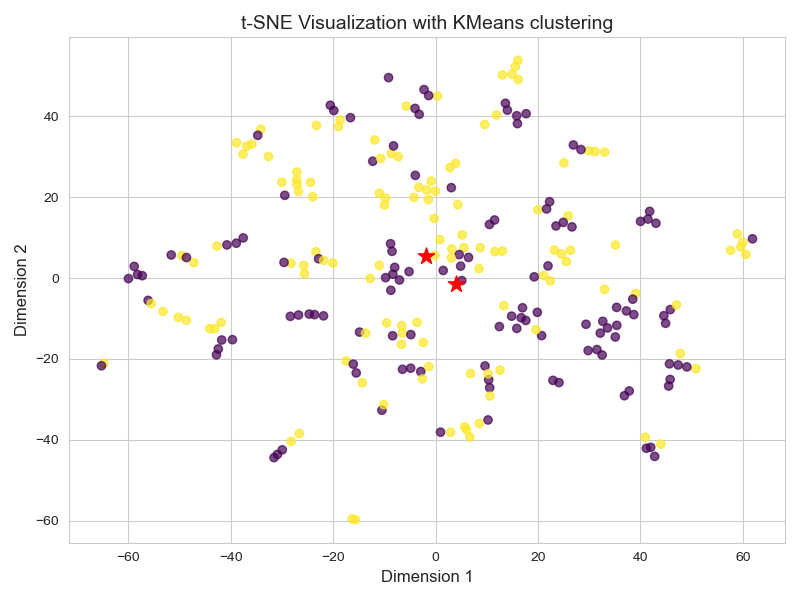 t-SNE Visualization with KMeans clustering
40
20
0
−20
−40
−60
Dimension 2
−60 −40 −20 0 20 40 60
Dimension 1